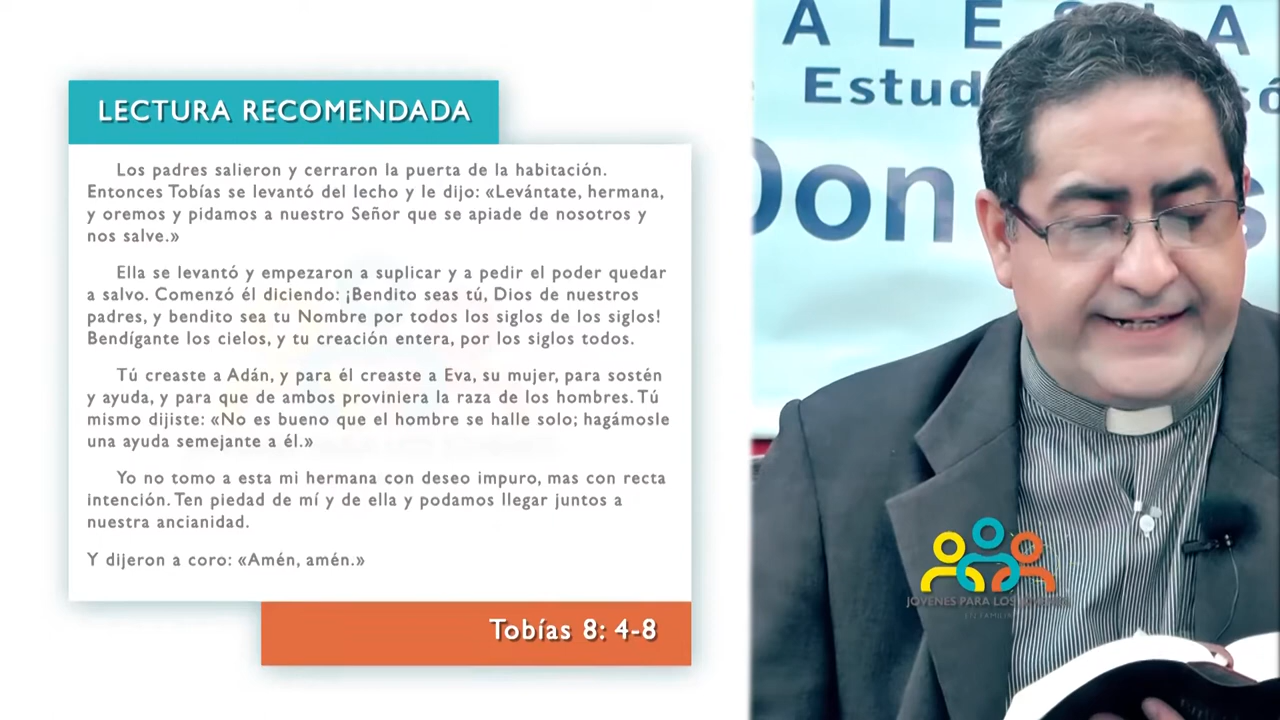 LECTURA RECOMENDADA
Los padres salieron y cerraron la puerta de la habitación.
Entonces Tobías se levantó del lecho y le dijo: «Levántate, hermana,
y oremos y pidamos a nuestro Señor que se apiade de nosotros y
nos salve.»
Ella se levantó y empezaron a suplicar y a pedir el poder quedar
a salvo. Comenzó él diciendo: ¡Bendito seas tú, Dios de nuestros
padres, y bendito sea tu Nombre por todos los siglos de los siglos!
Bendígante los cielos, y tu creación entera, por los siglos todos.
Tú creaste a Adán, y para él creaste a Eva, su mujer, para sostén
y ayuda, y para que de ambos proviniera la raza de los hombres. Tú
mismo dijiste: «No es bueno que el hombre se halle solo; hagámosle
una ayuda semejante a él.»
Yo no tomo a esta mi hermana con deseo impuro, mas con recta
intención. Ten piedad de mí y de ella y podamos llegar juntos a
nuestra ancianidad.
Y dijeron a coro: «Amén, amén.»
Tobías 8: 4-8
A L E S
Estud
Don
JÓVENES PARA LOS